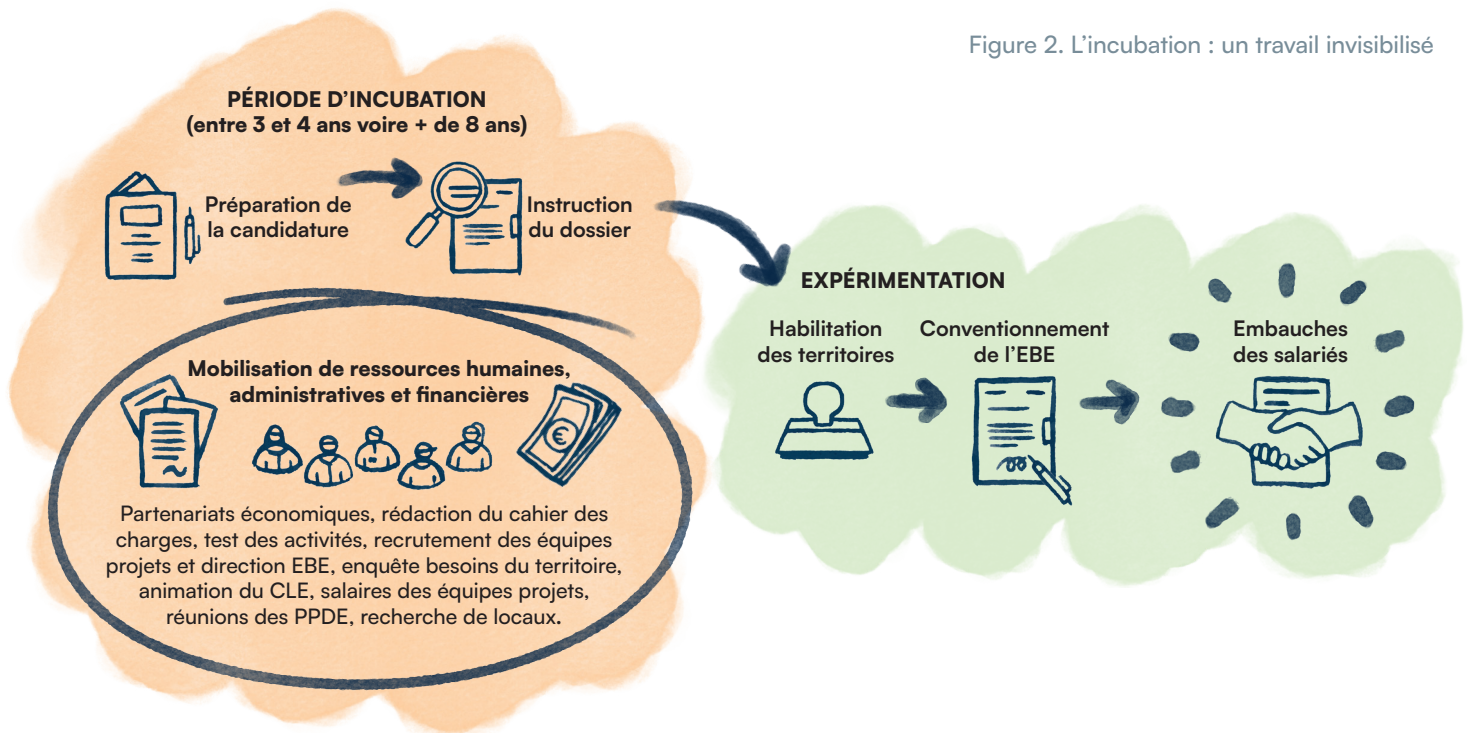 Figure 2. L’incubation : un travail invisibilisé
PÉRIODE D’INCUBATION
(entre 3 et 4 ans voire + de 8 ans)
Préparation de
la candidature
Instruction
du dossier
Mobilisation de ressources humaines,
administratives et financières
€
Partenariats économiques, rédaction du cahier des
charges, test des activités, recrutement des équipes
projets et direction EBE, enquête besoins du territoire,
animation du CLE, salaires des équipes projets,
réunions des PPDE, recherche de locaux.
EXPÉRIMENTATION
Habilitation
des territoires
Conventionnement
de l’EBE
Embauches
des salariés